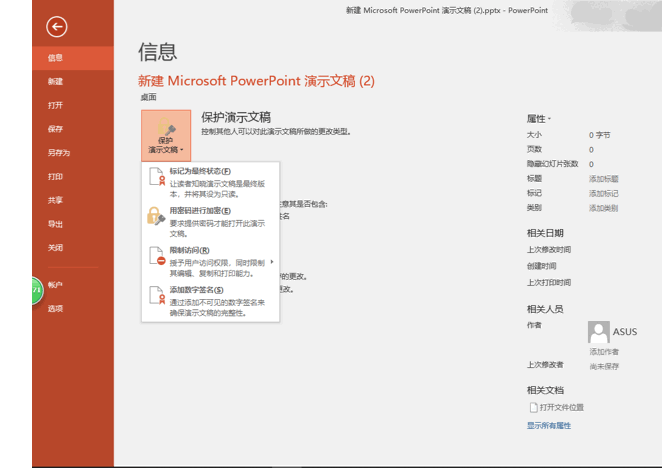 新建 Microsoft PowerPoint 演示文稿 (2).pptx - PowerPoint
信息
新建
打开
保存
另存为
打印
共享
导出
关闭
帐户
选项
71
信息
新建 Microsoft PowerPoint 演示文稿 (2)
桌面
保护
演示文稿
保护演示文稿
控制其他人可以对此演示文稿所做的更改类型。
标记为最终状态(F)
让读者知晓演示文稿是最终版
本，并将其设为只读。
用密码进行加密(E)
要求提供密码才能打开此演示
文稿。
限制访问(R)
授予用户访问权限，同时限制
其编辑、复制和打印能力。
添加数字签名(S)
通过添加不可见的数字签名来
确保演示文稿的完整性。
意其是否包含:
姓名
的更改。
更改。
属性
大小 0 字节
页数 0
隐藏幻灯片张数 0
标题 添加标题
标记 添加标记
类别 添加类别
相关日期
上次修改时间
创建时间
上次打印时间
相关人员
作者 ASUS
添加作者
上次修改者 尚未保存
相关文档
打开文件位置
显示所有属性